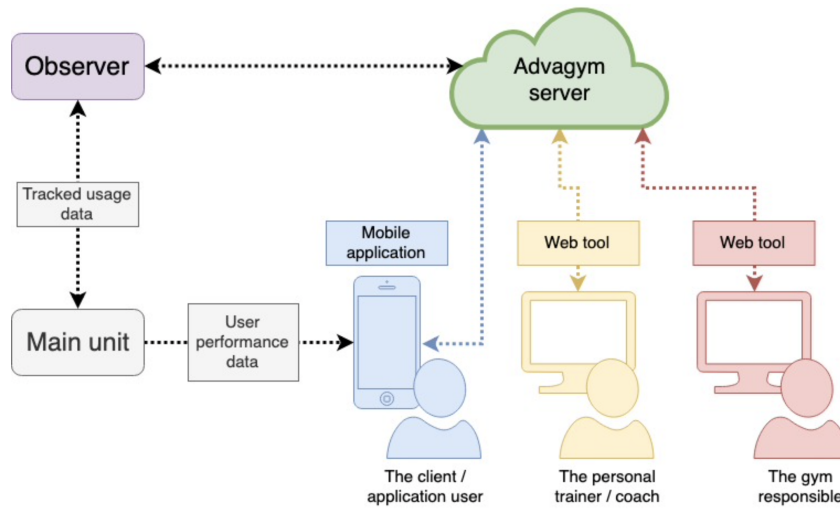 Observer
Advagym
server
Tracked usage
data
Mobile
application
Web tool
Web tool
Main unit
User
performance
data
The client /
application user
The personal
trainer / coach
The gym
responsible